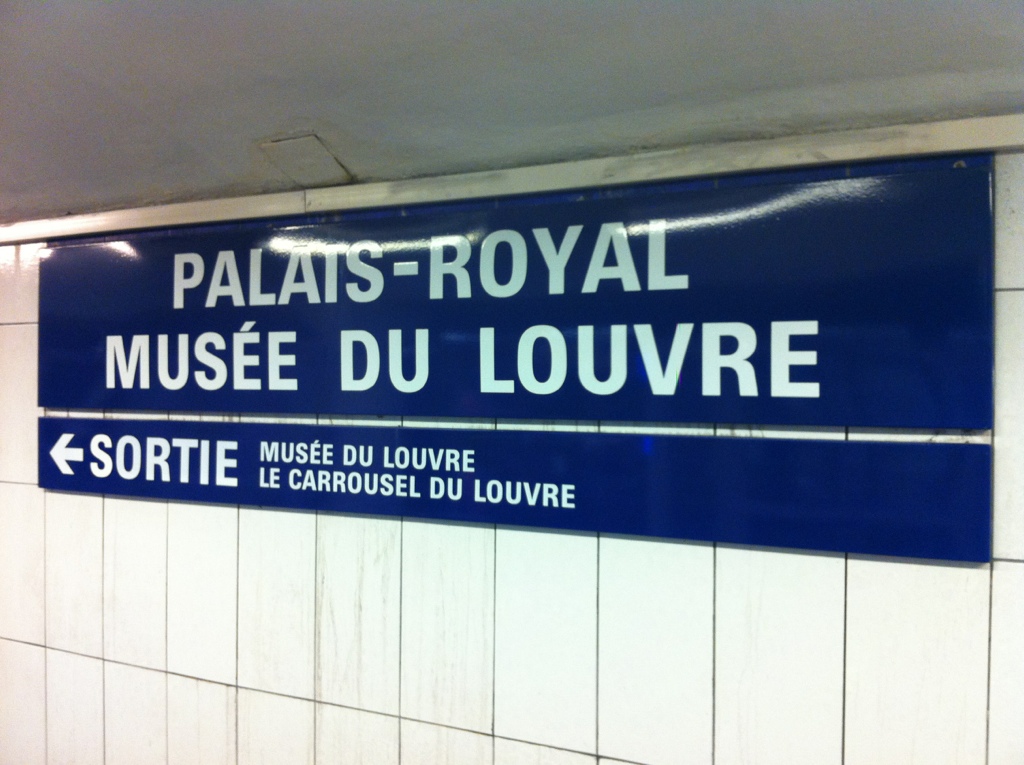 PALAIS-ROYAL
MUSÉE DU LOUVRE
← SORTIE MUSÉE DU LOUVRE
LE CARROUSEL DU LOUVRE